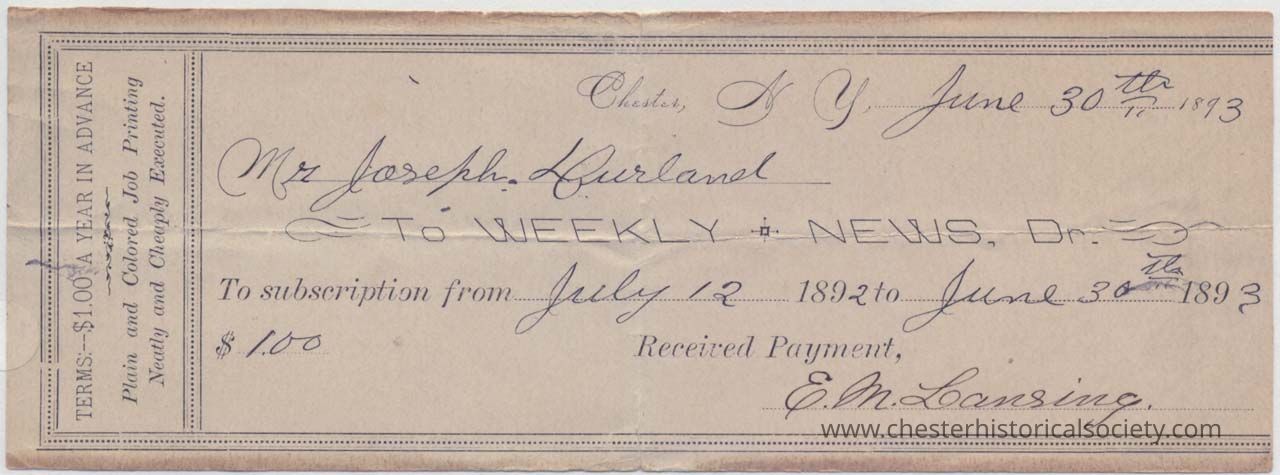 TERMS:—$1.00 A YEAR IN ADVANCE
Plain and Colored Job Printing
Neatly and Cheaply Executed.
Chester, N Y. June 30th 1893
Mr Joseph Durland
To WEEKLY NEWS, Dr.
To subscription from July 12 1892 to June 30th 1893
$ 1.00 Received Payment,
E. M. Lansing.
www.chesterhistoricalsociety.com